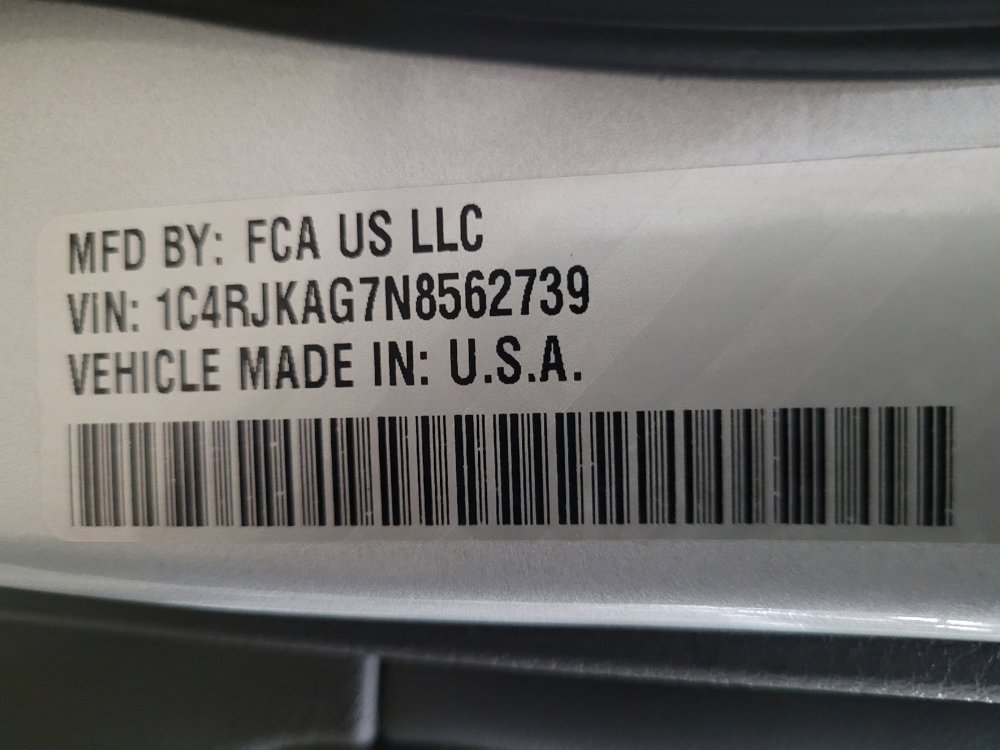 MFD BY: FCA US LLC
VIN: 1C4RJKAG7N8562739
VEHICLE MADE IN: U.S.A.